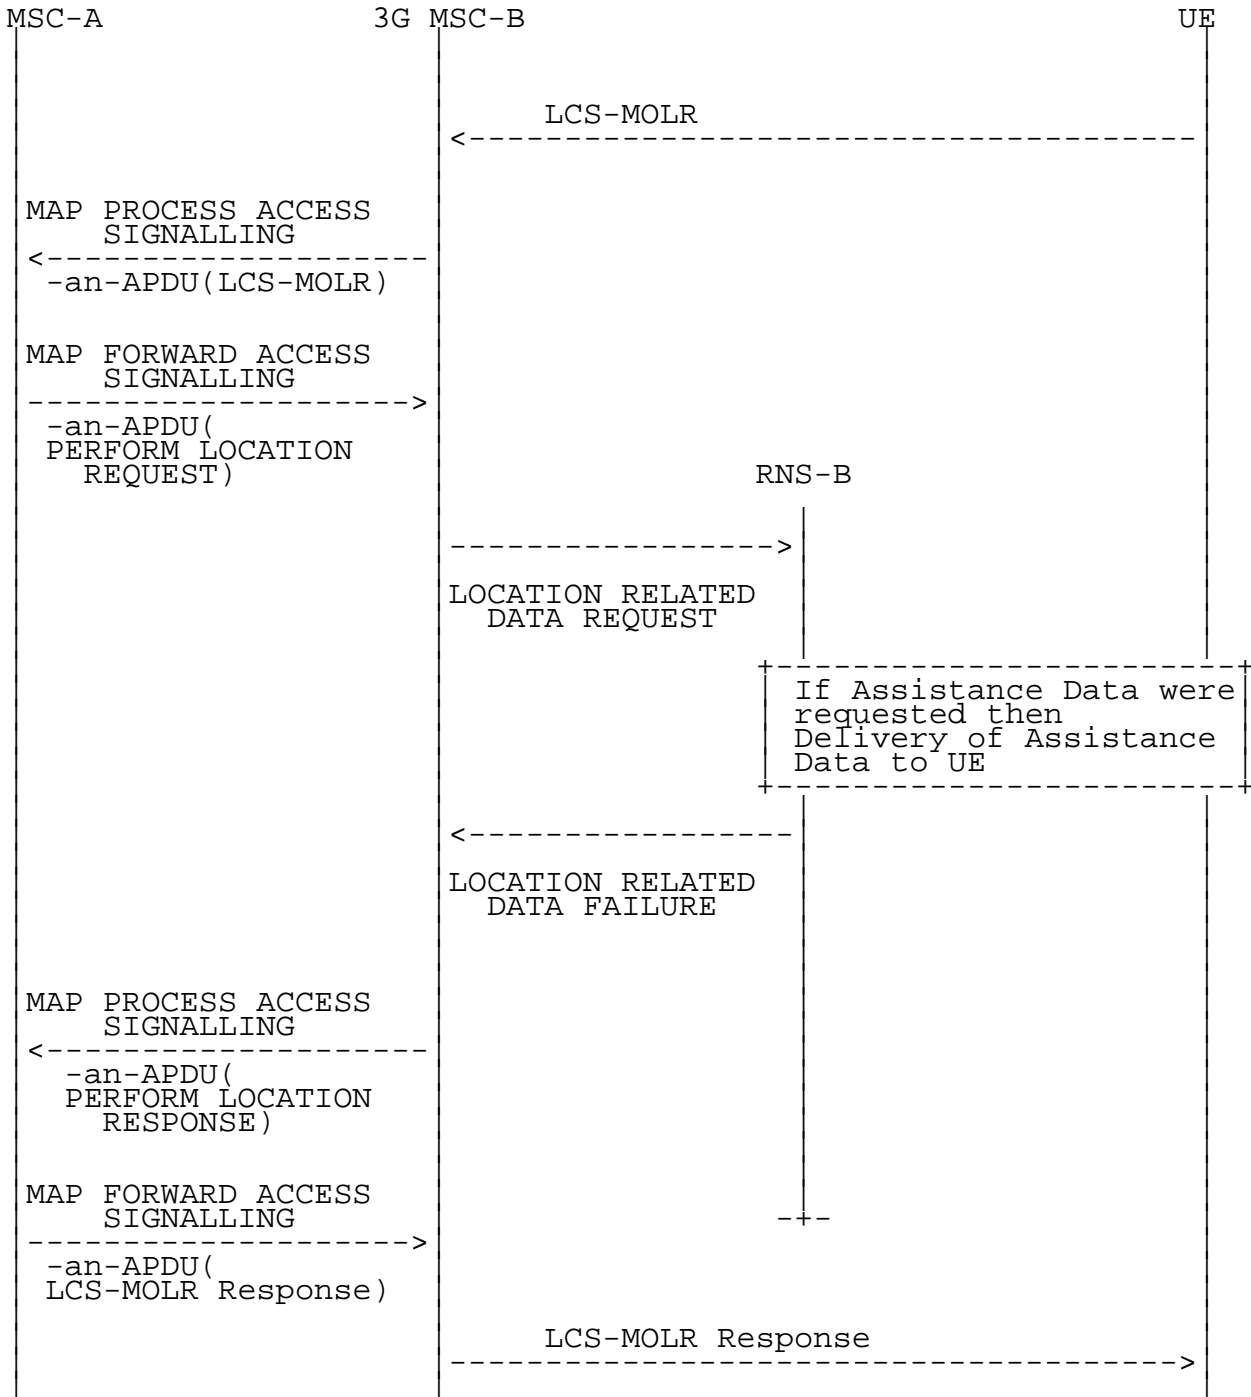 MSC-A 3G MSC-B UE
LCS-MOLR
<--------------------------------------
MAP PROCESS ACCESS
SIGNALLING
<--------------------
-an-APDU(LCS-MOLR)
MAP FORWARD ACCESS
SIGNALLING
-------------------->
-an-APDU(
PERFORM LOCATION
REQUEST)
RNS-B
----------------->
LOCATION RELATED
DATA REQUEST
+------------------------+
If Assistance Data were
requested then
Delivery of Assistance
Data to UE
+------------------------+
<-----------------
LOCATION RELATED
DATA FAILURE
MAP PROCESS ACCESS
SIGNALLING
<--------------------
-an-APDU(
PERFORM LOCATION
RESPONSE)
MAP FORWARD ACCESS
SIGNALLING
-+-
-------------------->
-an-APDU(
LCS-MOLR Response)
LCS-MOLR Response
-------------------------------------->